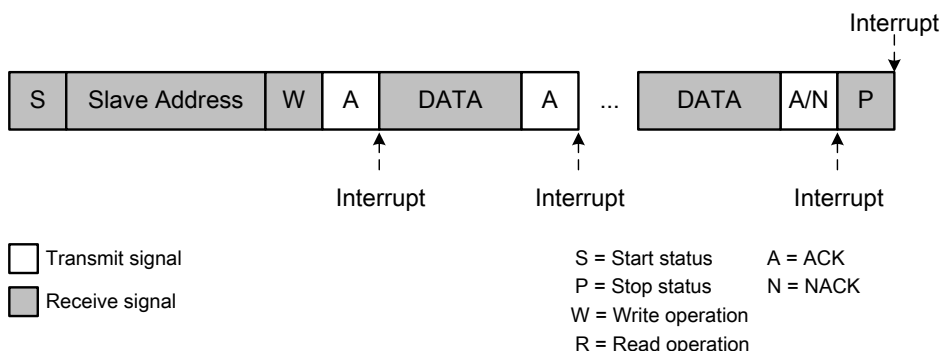 Interrupt
S Slave Address W A DATA A ... DATA A/N P
Interrupt Interrupt Interrupt
Transmit signal
Receive signal
S = Start status A = ACK
P = Stop status N = NACK
W = Write operation
R = Read operation